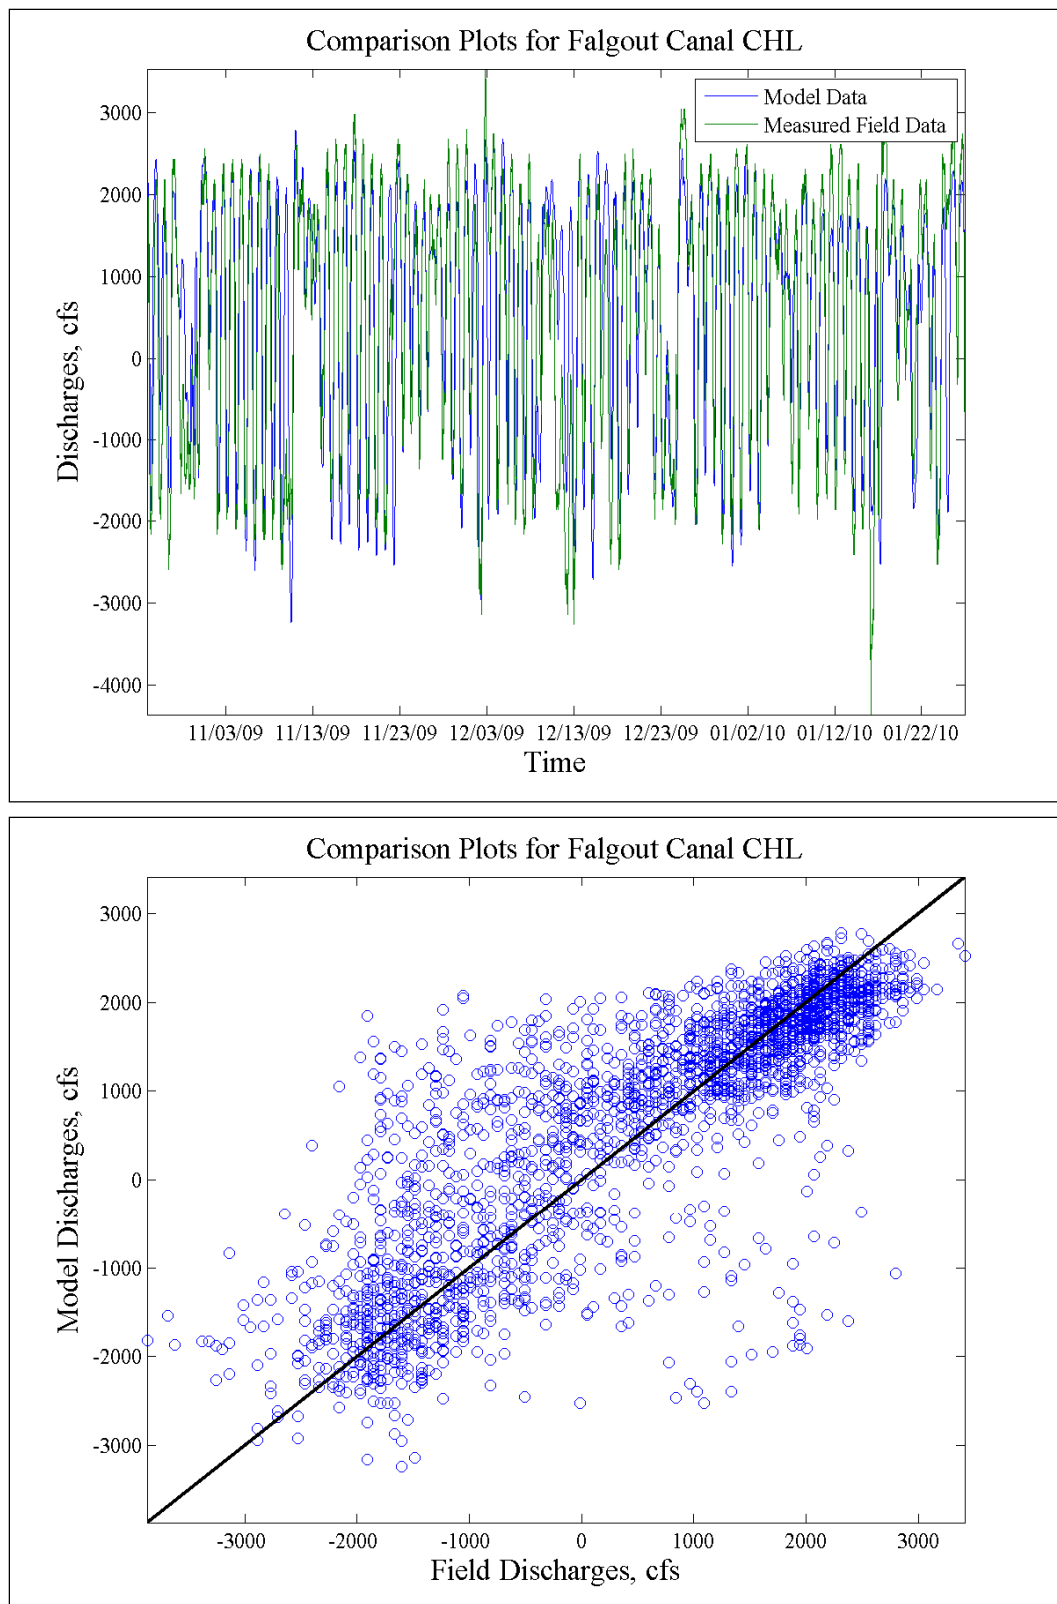 Comparison Plots for Falgout Canal CHL
Model Data
Measured Field Data
3000
2000
1000
0
-1000
-2000
-3000
-4000
Discharges, cfs
11/03/09 11/13/09 11/23/09 12/03/09 12/13/09 12/23/09 01/02/10 01/12/10 01/22/10
Time
Comparison Plots for Falgout Canal CHL
3000
2000
1000
0
-1000
-2000
-3000
Model Discharges, cfs
-3000 -2000 -1000 0 1000 2000 3000
Field Discharges, cfs